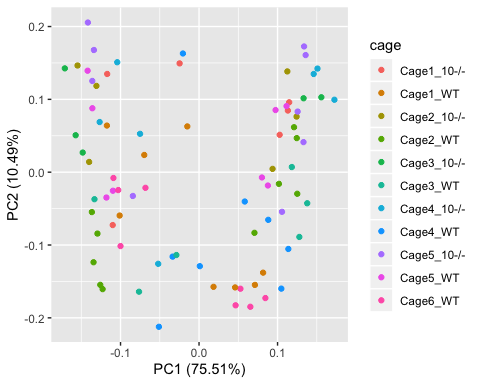 cage
Cage1_10-/-
Cage1_WT
Cage2_10-/-
Cage2_WT
Cage3_10-/-
Cage3_WT
Cage4_10-/-
Cage4_WT
Cage5_10-/-
Cage5_WT
Cage6_WT
0.2
0.1
0.0
-0.1
-0.2
PC2 (10.49%)
-0.1 0.0 0.1
PC1 (75.51%)